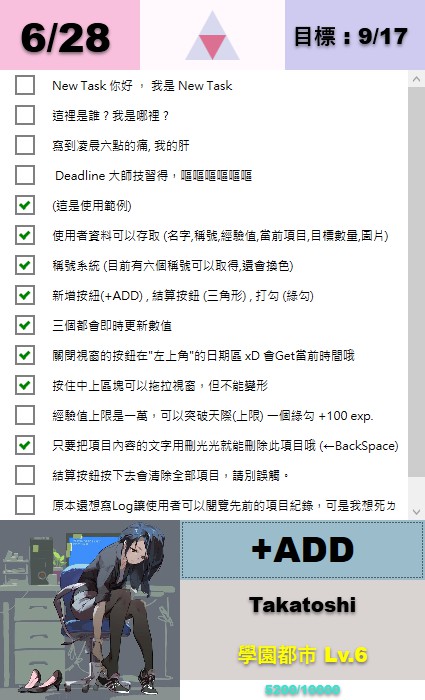 6/28
目標：9/17
New Task 你好 ， 我是 New Task
這裡是誰？我是哪裡？
寫到凌晨六點的痛, 我的肝
Deadline 大師技習得，嘔嘔嘔嘔嘔嘔
(這是使用範例)
使用者資料可以存取 (名字,稱號,經驗值,當前項目,目標數量,圖片)
稱號系統 (目前有六個稱號可以取得,還會換色)
新增按鈕(+ADD) , 結算按鈕 (三角形) , 打勾 (綠勾)
三個都會即時更新數值
關閉視窗的按鈕在"左上角"的日期區 xD 會Get當前時間哦
按住中上區塊可以拖拉視窗，但不能變形
經驗值上限是一萬，可以突破天際(上限) 一個綠勾 +100 exp.
只要把項目內容的文字用刪光光就能刪除此項目哦 (←BackSpace)
結算按鈕按下去會清除全部項目，請別誤觸。
原本還想寫Log讓使用者可以閱覽先前的項目紀錄，可是我想死
+ADD
Takatoshi
學園都市 Lv.6
5200/10000